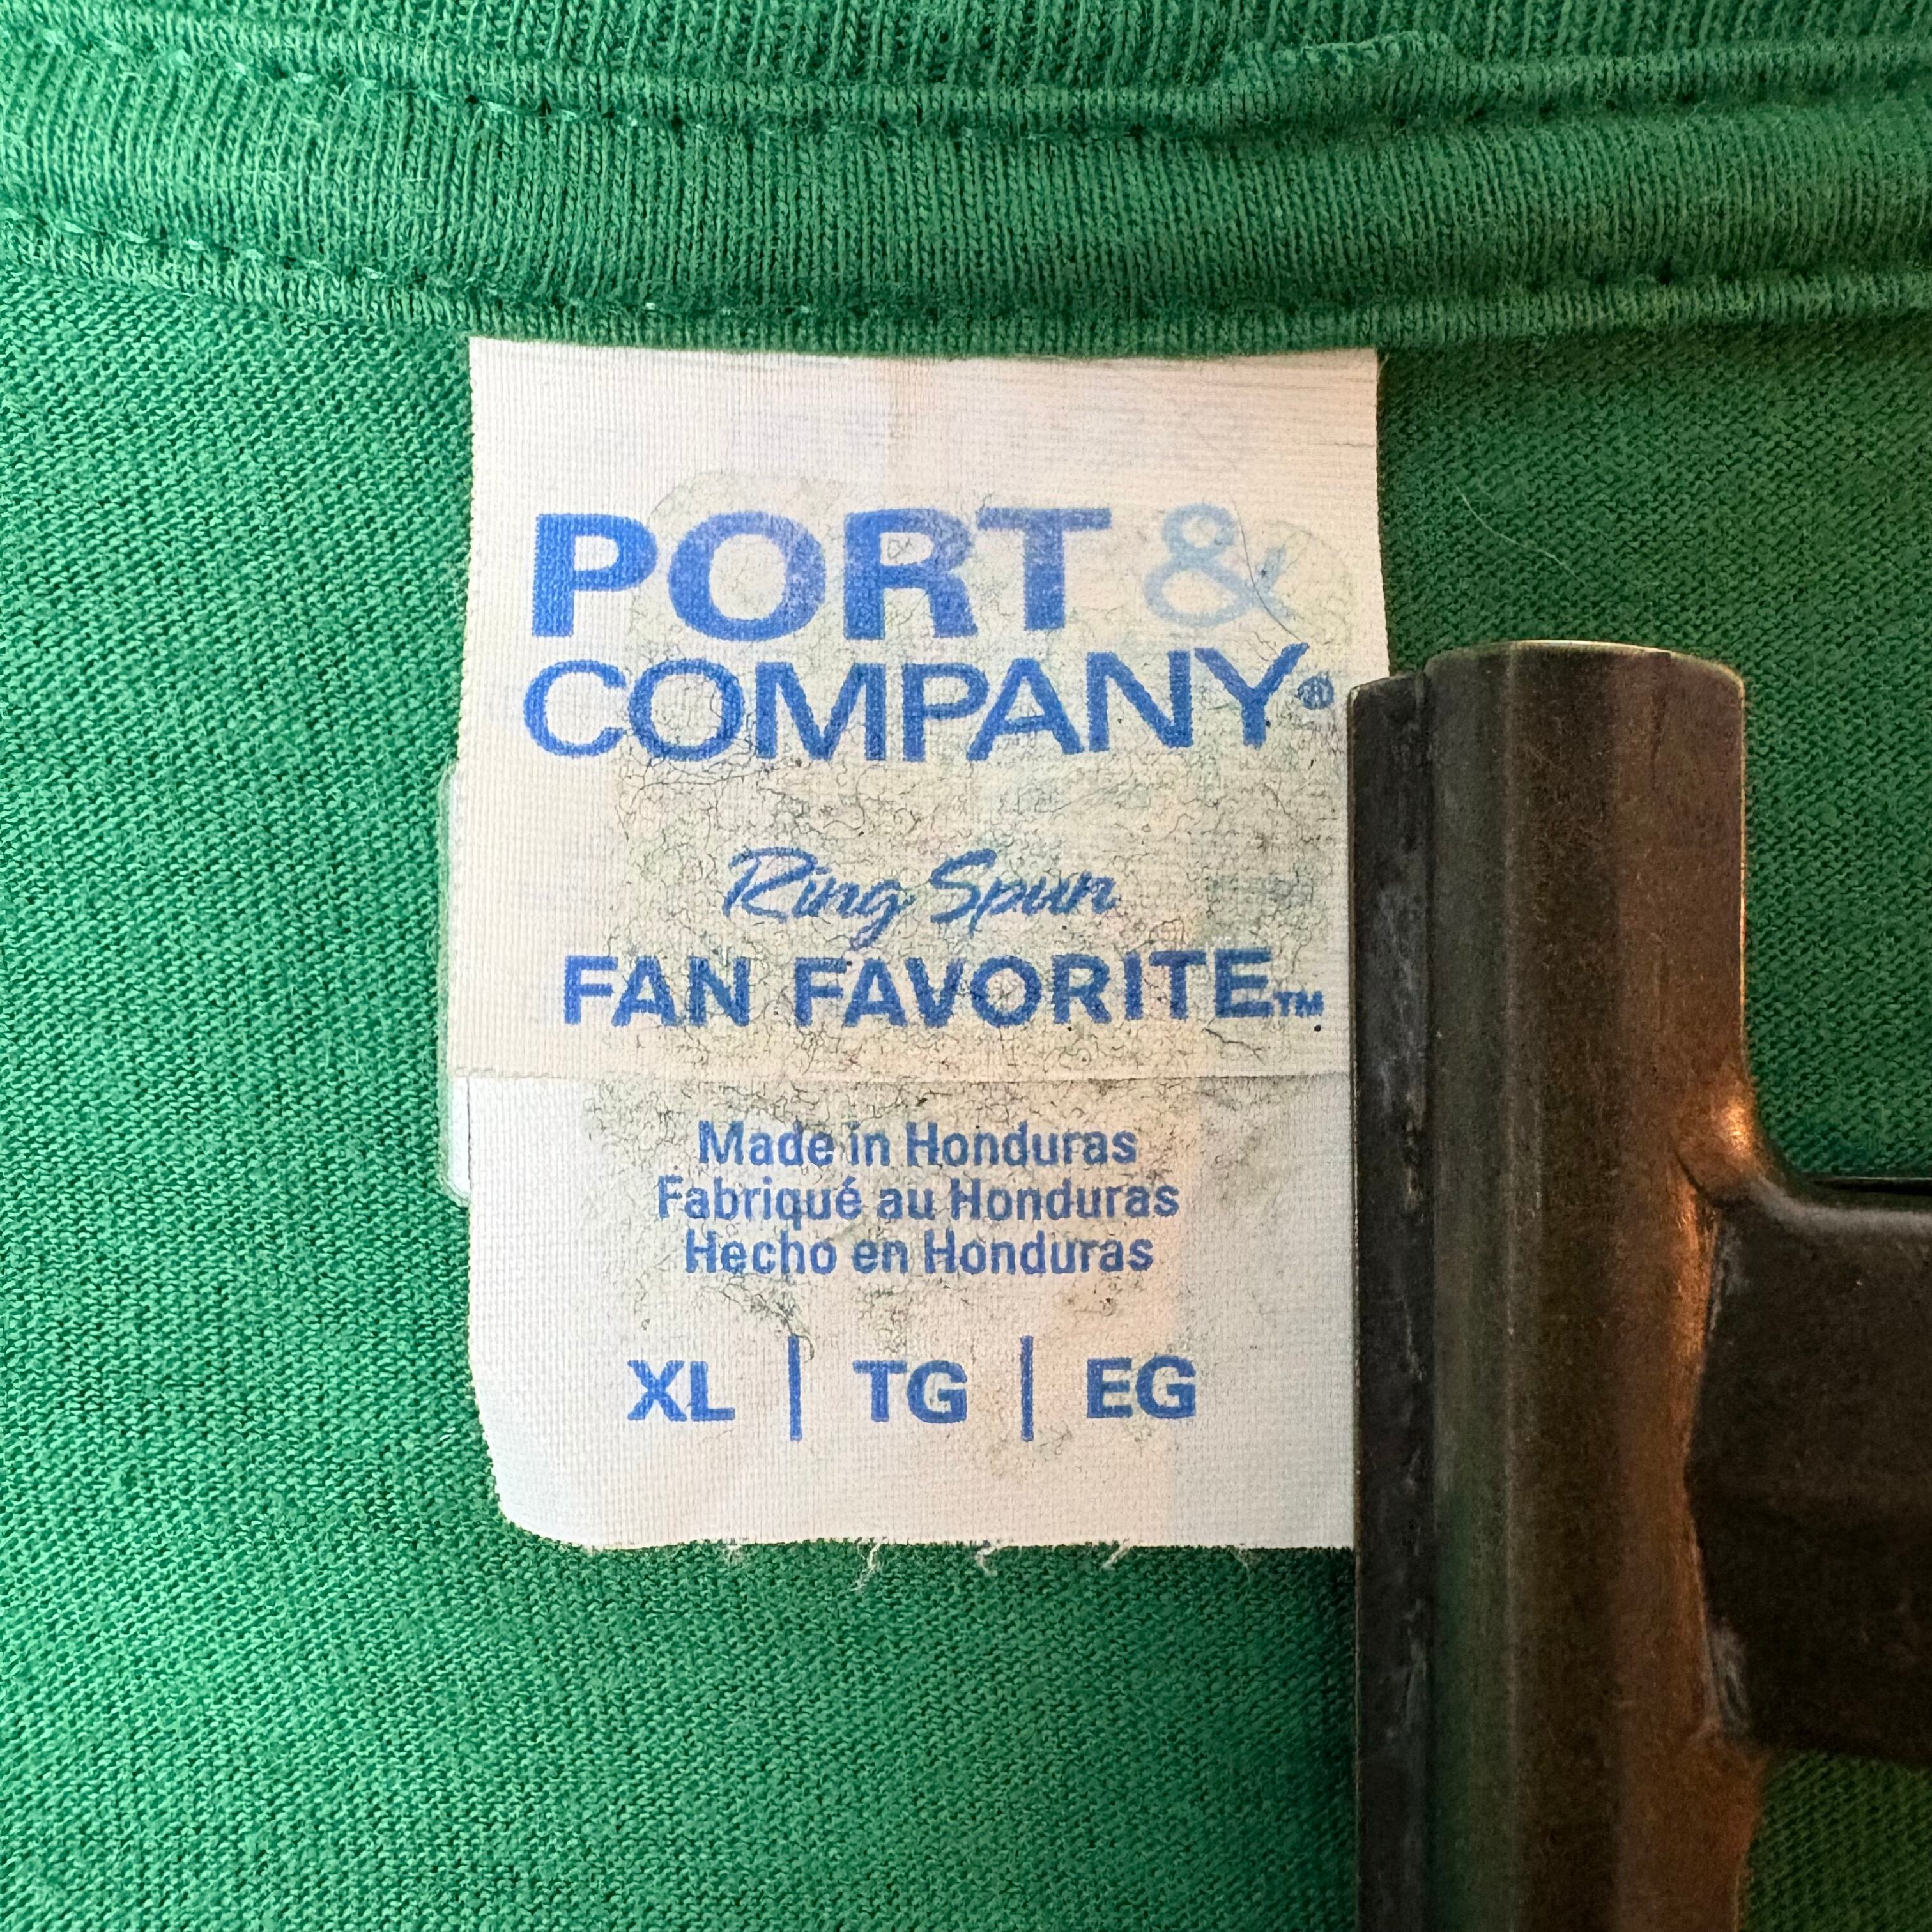 PORT &
COMPANY®
Ring Spun
FAN FAVORITE™
Made in Honduras
Fabriqué au Honduras
Hecho en Honduras
XL | TG | EG